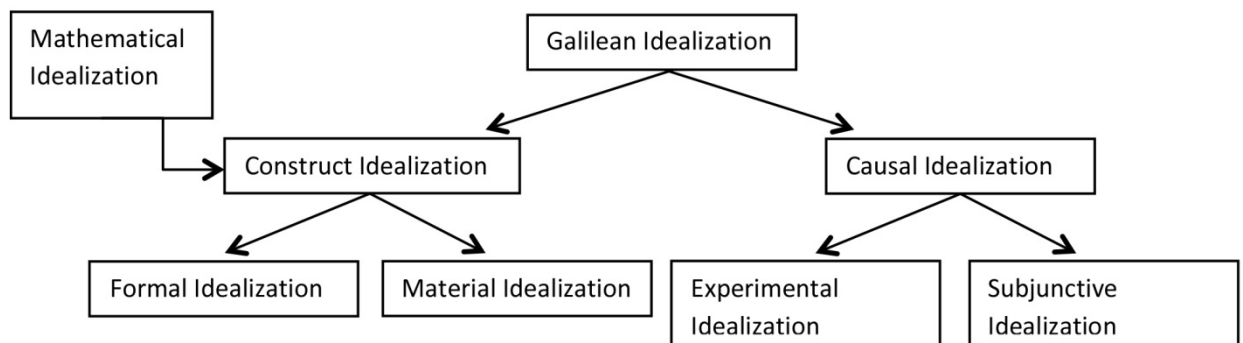 Mathematical
Idealization
Galilean Idealization
Construct Idealization
Causal Idealization
Formal Idealization
Material Idealization
Experimental
Idealization
Subjunctive
Idealization